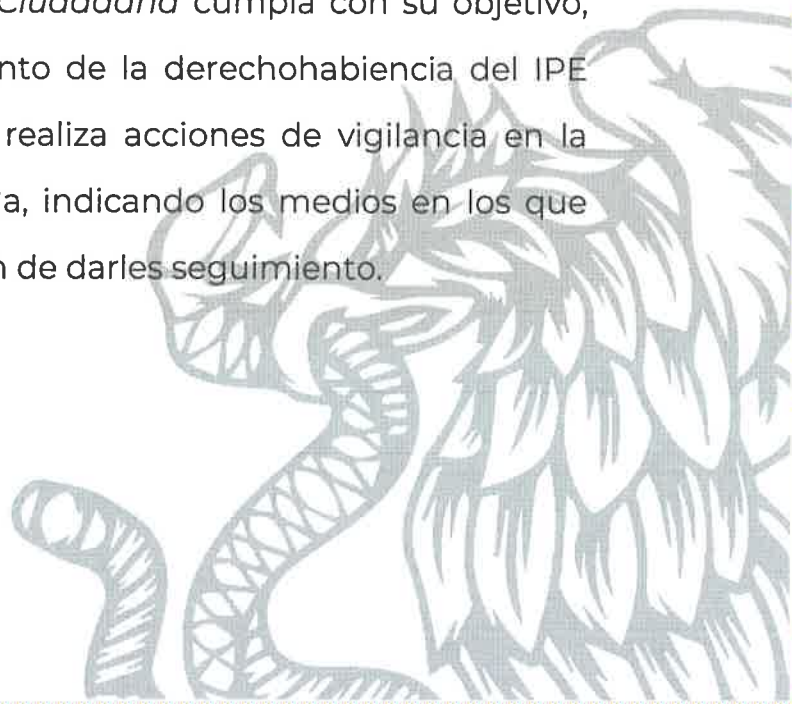 Ciudadana cumpla con su objetivo,
nto de la derechohabiencia del IPE
realiza acciones de vigilancia en la
a, indicando los medios en los que
n de darles seguimiento.